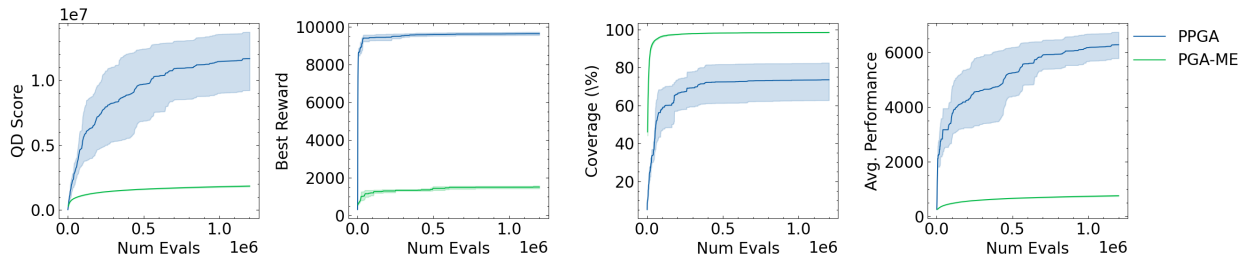 1e7
QD Score
1.0
0.5
0.0
0.0 0.5 1.0
Num Evals 1e6
Best Reward
10000
8000
6000
4000
2000
0
0.0 0.5 1.0
Num Evals 1e6
Coverage (\%)
100
80
60
40
20
0.0 0.5 1.0
Num Evals 1e6
Avg. Performance
6000
4000
2000
0
0.0 0.5 1.0
Num Evals 1e6
PPGA
PGA-ME